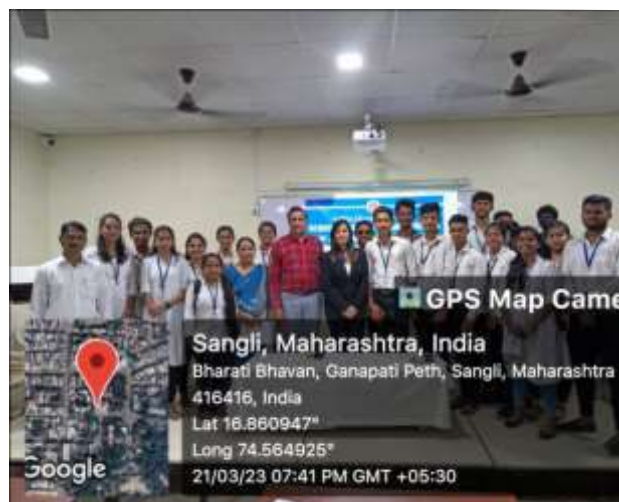 GPS Map Came
Sangli, Maharashtra, India
Bharati Bhavan, Ganapati Peth, Sangli, Maharashtra
416416, India
Lat 16.860947°
Long 74.564925°
21/03/23 07:41 PM GMT +05:30
Google